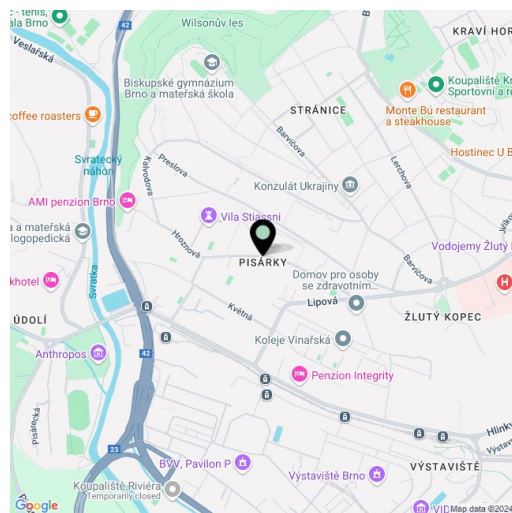 c - tenis,
ala Brno
Veslařská
42
Wilsonův les
KRAVÍ HOR
Biskupské gymnázium
Brno a mateřská škola
Koupaliště Kr
Sportovní a re
STRÁNICE
Monte Bú restaurant
a steakhouse
coffee roasters
Barvičova
Hostinec U B
Svratecký
náhon
Kalvodova
Preslova
Lerchova
Konzulát Ukrajiny
AMI penzion Brno
Vila Stiassni
a a mateřská
logopedická
Hroznová
Vodojemy Žlutý
PISÁRKY
Barvičova
Domov pro osoby
se zdravotním...
khotel
Svratka
H
Lipová
Květná
ŽLUTÝ KOPEC
ÚDOLÍ
Koleje Vinařská
Anthropos
42
Penzion Integrity
Pisárecká
Hlinky
23
BVV, Pavilon P
Výstaviště Brno
VÝSTAVIŠTĚ
Koupaliště Riviéra
Temporarily closed
Google
VID
Map data ©2024